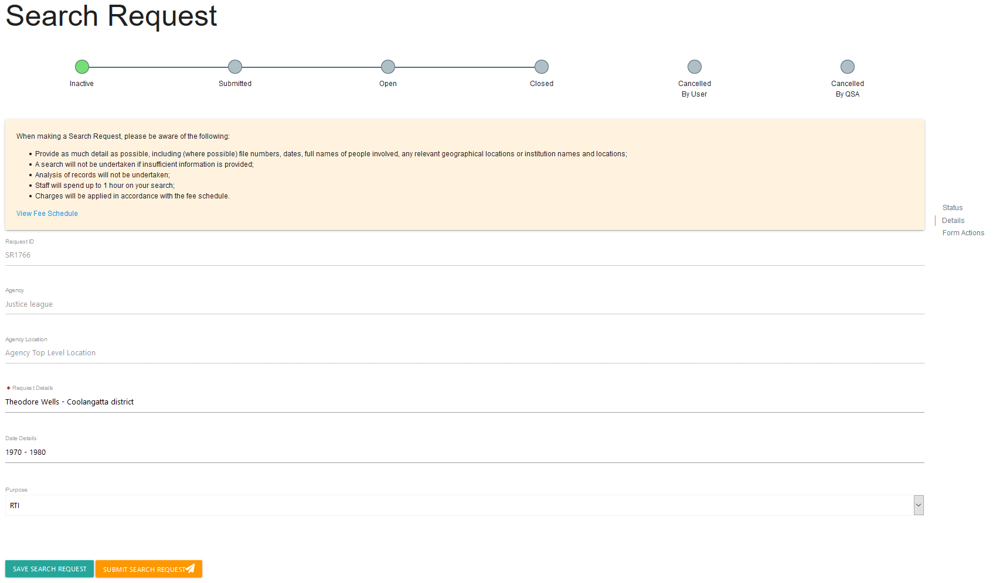 Search Request
Inactive
Submitted
Open
Closed
Cancelled
By User
Cancelled
By QSA
When making a Search Request, please be aware of the following:
Provide as much detail as possible, including (where possible) file numbers, dates, full names of people involved, any relevant geographical locations or institution names and locations;
A search will not be undertaken if insufficient information is provided;
Analysis of records will not be undertaken;
Staff will spend up to 1 hour on your search;
Charges will be applied in accordance with the fee schedule.
View Fee Schedule
Status
Details
Form Actions
Request ID
SR1766
Agency
Justice league
Agency Location
Agency Top Level Location
* Request Details
Theodore Wells - Coolangatta district
Date Details
1970 - 1980
Purpose
RTI
SAVE SEARCH REQUEST
SUBMIT SEARCH REQUEST